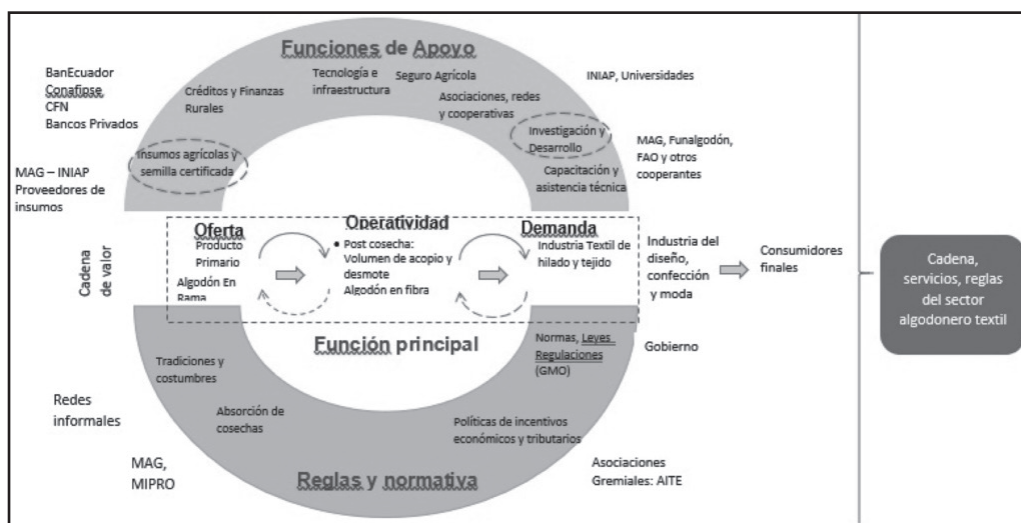 Funciones de Apoyo
BanEcuador
Conafipse
CFN
Bancos Privados
Créditos y Finanzas
Rurales
Tecnología e
infraestructura
Seguro Agrícola
Asociaciones, redes
y cooperativas
INIAP, Universidades
Investigación y
Desarrollo
MAG, Funalgodón,
FAO y otros
cooperantes
Insumos agrícolas y
semilla certificada
Capacitación y
asistencia técnica
MAG – INIAP
Proveedores de
insumos
Cadena
de valor
Oferta
Producto
Primario
Algodón En
Rama
Operatividad
• Post cosecha:
Volumen de acopio y
desmote
Algodón en fibra
Demanda
Industria Textil de
hilado y tejido
Industria del
diseño,
confección
y moda
Consumidores
finales
Cadena,
servicios, reglas
del sector
algodonero textil
Función principal
Normas, Leyes
Regulaciones
(GMO)
Gobierno
Tradiciones y
costumbres
Redes
informales
Absorción de
cosechas
Políticas de incentivos
económicos y tributarios
MAG,
MIPRO
Reglas y normativa
Asociaciones
Gremiales: AITE